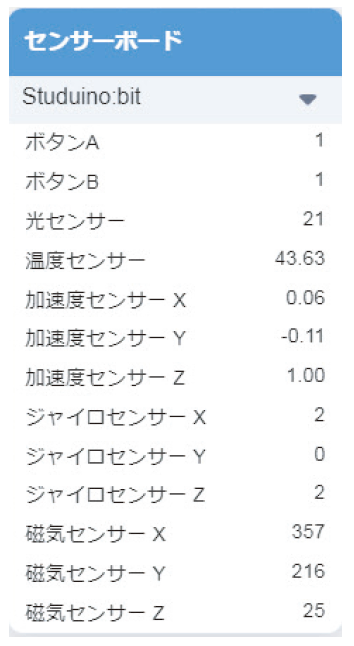 センサーボード
Studuino:bit
ボタンA 1
ボタンB 1
光センサー 21
温度センサー 43.63
加速度センサー X 0.06
加速度センサー Y -0.11
加速度センサー Z 1.00
ジャイロセンサー X 2
ジャイロセンサー Y 0
ジャイロセンサー Z 2
磁気センサー X 357
磁気センサー Y 216
磁気センサー Z 25